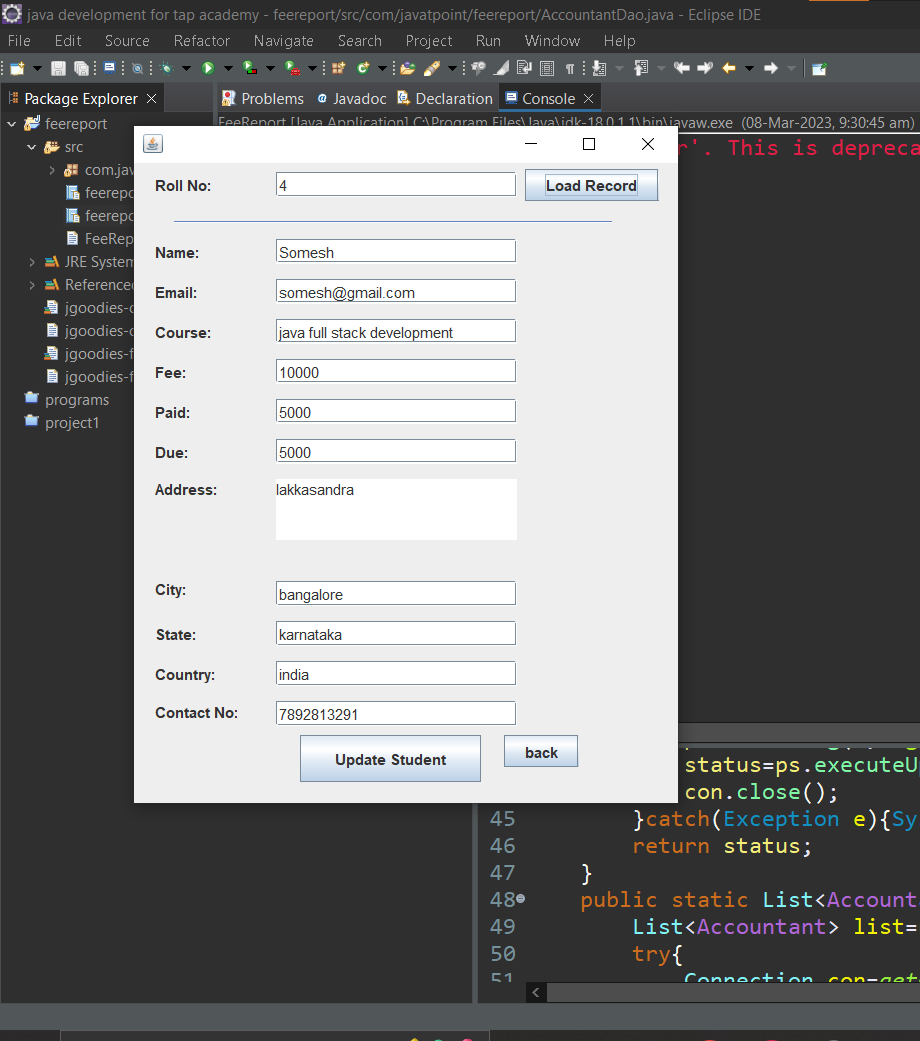 java development for tap academy - feereport/src/com/javatpoint/feereport/AccountantDao.java - Eclipse IDE
File Edit Source Refactor Navigate Search Project Run Window Help
Package Explorer
Problems Javadoc Declaration Console
FeeReport [Java Application] C:\Program Files\Java\jdk-18.0.1.1\bin\javaw.exe (08-Mar-2023, 9:30:45 am)
feereport
src
r'. This is depreca
com.jav
feerepo
feerepo
FeeRep
JRE System
Referenced
jgoodies-c
jgoodies-c
jgoodies-f
jgoodies-f
programs
project1
Roll No: 4 Load Record
Name: Somesh
Email: somesh@gmail.com
Course: java full stack development
Fee: 10000
Paid: 5000
Due: 5000
Address: lakkasandra
City: bangalore
State: karnataka
Country: india
Contact No: 7892813291
Update Student back
status=ps.executeU
con.close();
45 }catch(Exception e){Sy
46 return status;
47 }
48 public static List<Account
49 List<Accountant> list=
50 try{
51 Connection con=get